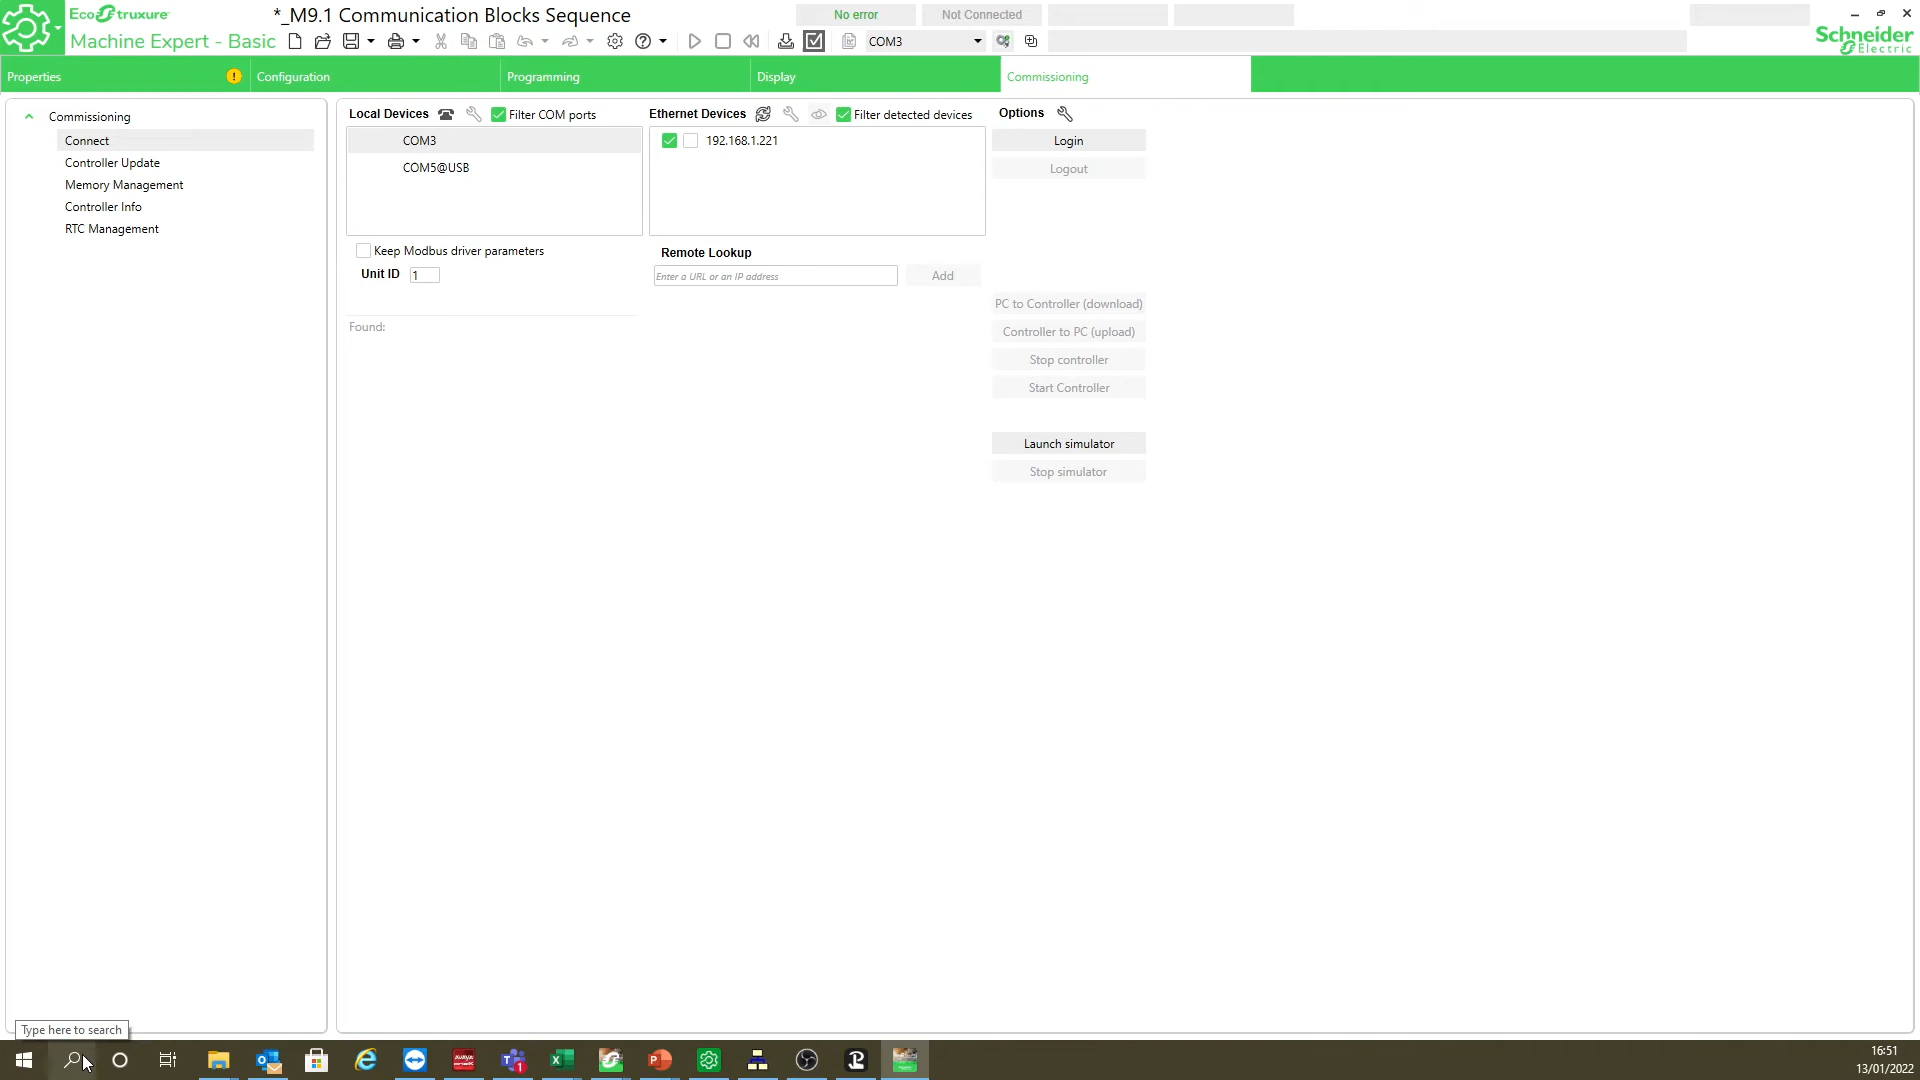 EcoStruxure
Machine Expert - Basic
*_M9.1 Communication Blocks Sequence
No error
Not Connected
COM3
Schneider
Electric
Properties
Configuration
Programming
Display
Commissioning
Commissioning
Connect
Controller Update
Memory Management
Controller Info
RTC Management
Local Devices
Filter COM ports
COM3
COM5@USB
Keep Modbus driver parameters
Unit ID 1
Found:
Ethernet Devices
Filter detected devices
192.168.1.221
Remote Lookup
Enter a URL or an IP address
Add
Options
Login
Logout
PC to Controller (download)
Controller to PC (upload)
Stop controller
Start Controller
Launch simulator
Stop simulator
Type here to search
16:51
13/01/2022